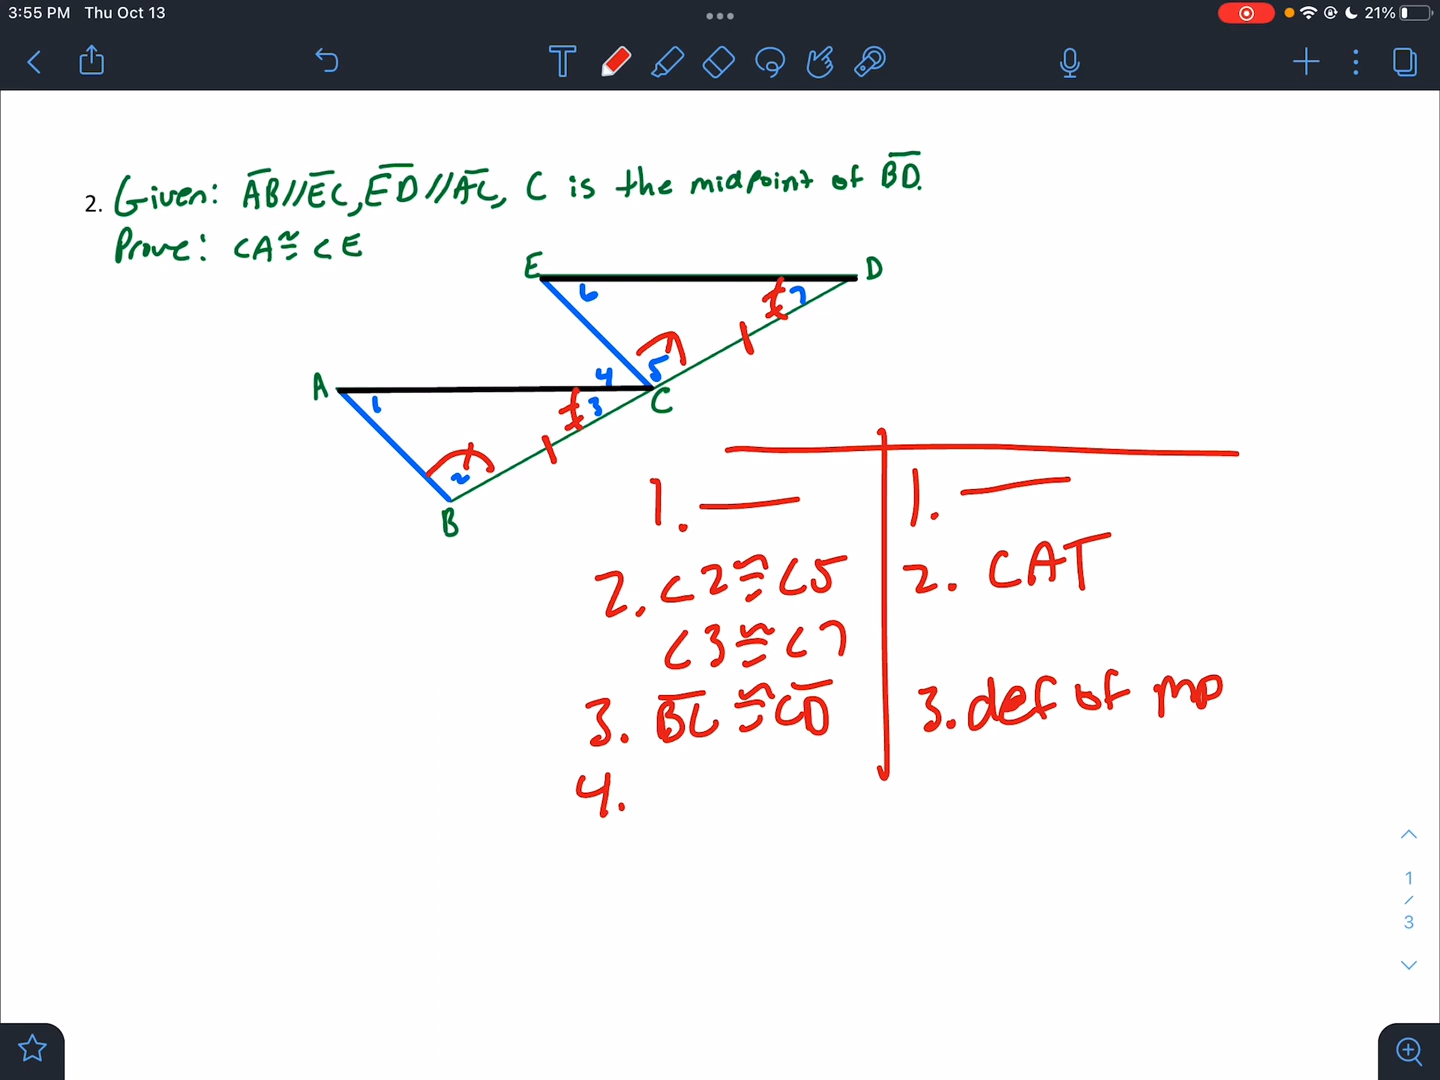 3:55 PM Thu Oct 13
21%
2. Given: AB//EC, ED//AC, C is the midpoint of BD.
Prove: <A≅<E
E
D
6
7
A
4
5
1
3
C
2
B
1. 1.
2. <2≅<5 2. CAT
<3≅<7
3. BC≅CD 3. def of mp
4.
1
/
3